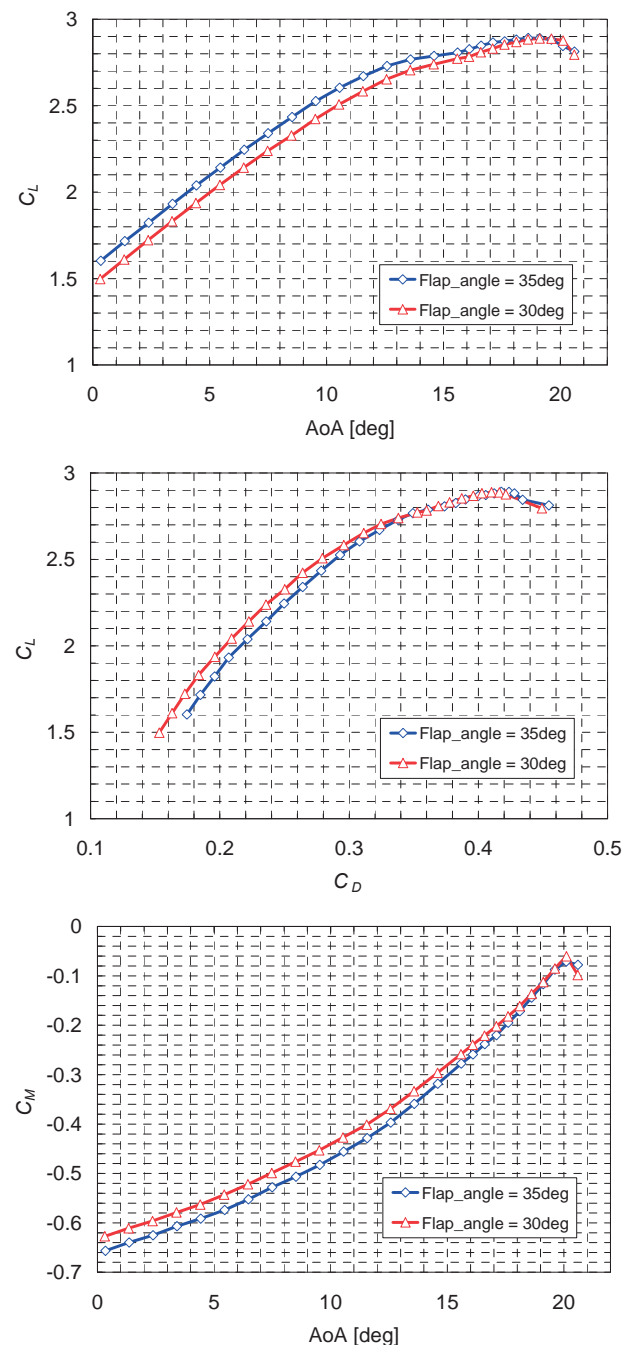 3
2.5
2
1.5
1
C_L
Flap_angle = 35deg
Flap_angle = 30deg
0
5
10
15
20
AoA [deg]
3
2.5
2
1.5
1
C_L
Flap_angle = 35deg
Flap_angle = 30deg
0.1
0.2
0.3
0.4
0.5
C_D
0
-0.1
-0.2
-0.3
-0.4
-0.5
-0.6
-0.7
C_M
Flap_angle = 35deg
Flap_angle = 30deg
0
5
10
15
20
AoA [deg]